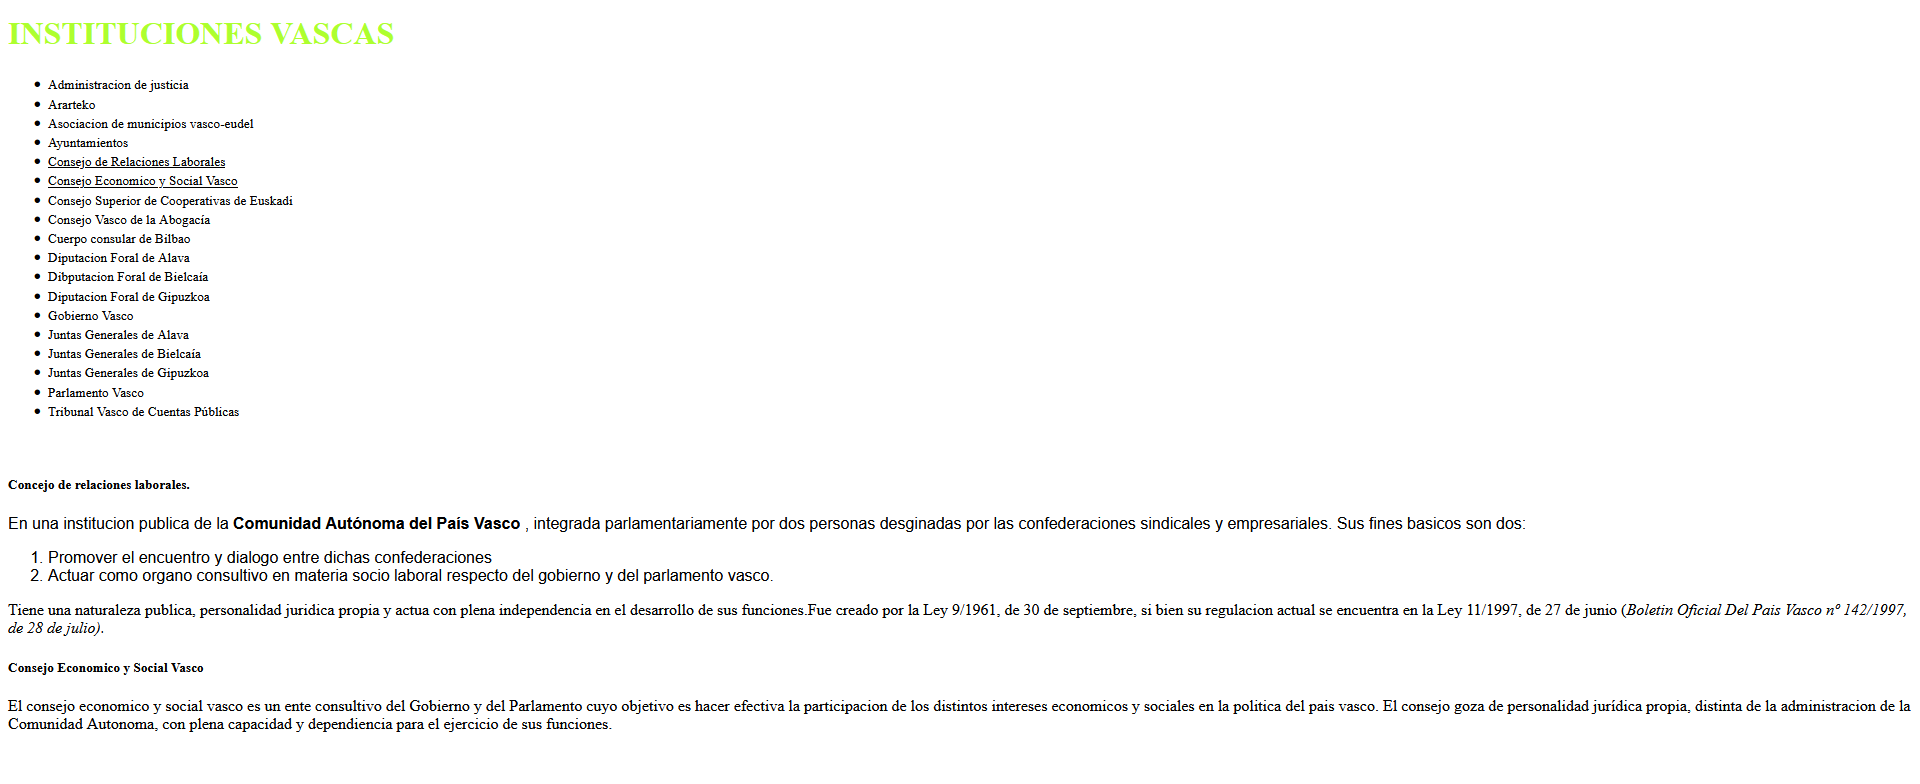 INSTITUCIONES VASCAS
Administracion de justicia
Ararteko
Asociacion de municipios vasco-eudel
Ayuntamientos
Consejo de Relaciones Laborales
Consejo Economico y Social Vasco
Consejo Superior de Cooperativas de Euskadi
Consejo Vasco de la Abogacía
Cuerpo consular de Bilbao
Diputacion Foral de Alava
Dibputacion Foral de Bielcaía
Diputacion Foral de Gipuzkoa
Gobierno Vasco
Juntas Generales de Alava
Juntas Generales de Bielcaía
Juntas Generales de Gipuzkoa
Parlamento Vasco
Tribunal Vasco de Cuentas Públicas
Concejo de relaciones laborales.
En una institucion publica de la Comunidad Autónoma del País Vasco , integrada parlamentariamente por dos personas desginadas por las confederaciones sindicales y empresariales. Sus fines basicos son dos:
1. Promover el encuentro y dialogo entre dichas confederaciones
2. Actuar como organo consultivo en materia socio laboral respecto del gobierno y del parlamento vasco.
Tiene una naturaleza publica, personalidad juridica propia y actua con plena independencia en el desarrollo de sus funciones.Fue creado por la Ley 9/1961, de 30 de septiembre, si bien su regulacion actual se encuentra en la Ley 11/1997, de 27 de junio (Boletin Oficial Del Pais Vasco nº 142/1997,
de 28 de julio).
Consejo Economico y Social Vasco
El consejo economico y social vasco es un ente consultivo del Gobierno y del Parlamento cuyo objetivo es hacer efectiva la participacion de los distintos intereses economicos y sociales en la politica del pais vasco. El consejo goza de personalidad jurídica propia, distinta de la administracion de la
Comunidad Autonoma, con plena capacidad y dependiencia para el ejercicio de sus funciones.